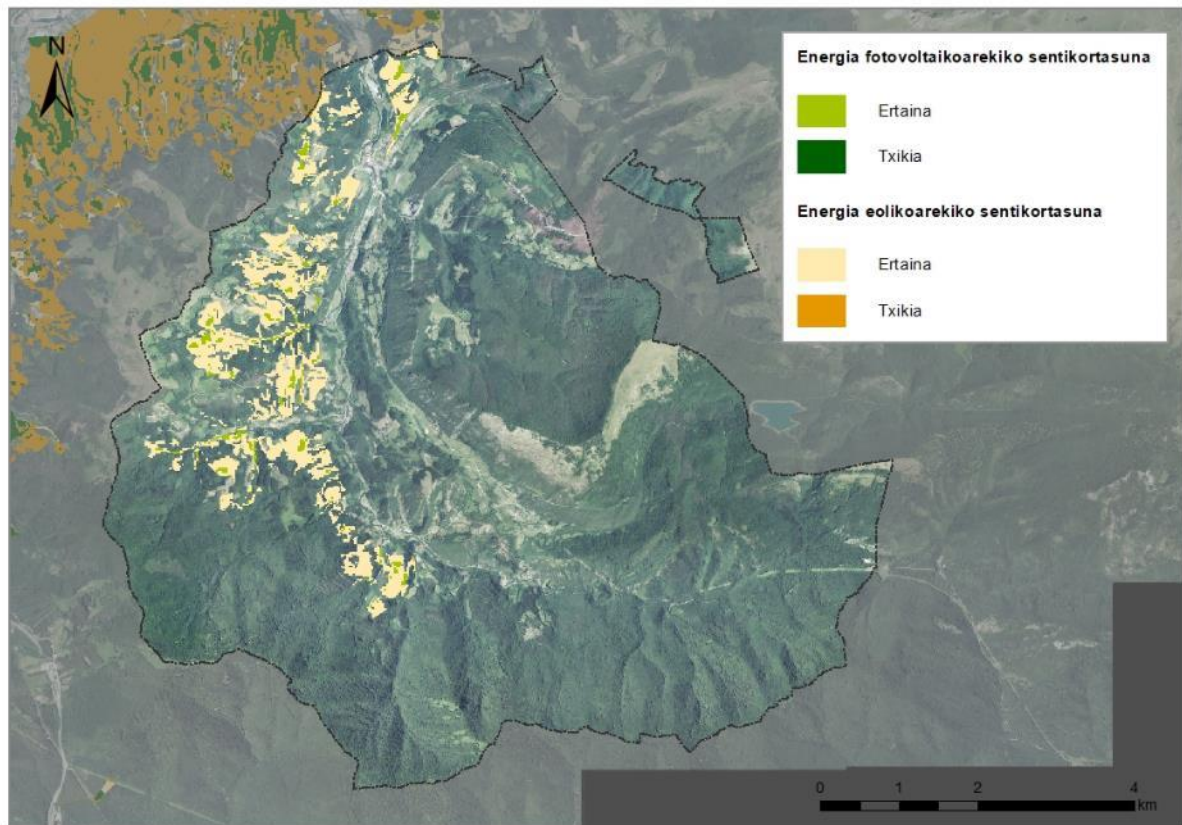 N
Energia fotovoltaikoarekiko sentikortasuna
Ertaina
Txikia
Energia eolikoarekiko sentikortasuna
Ertaina
Txikia
0 1 2 4
km